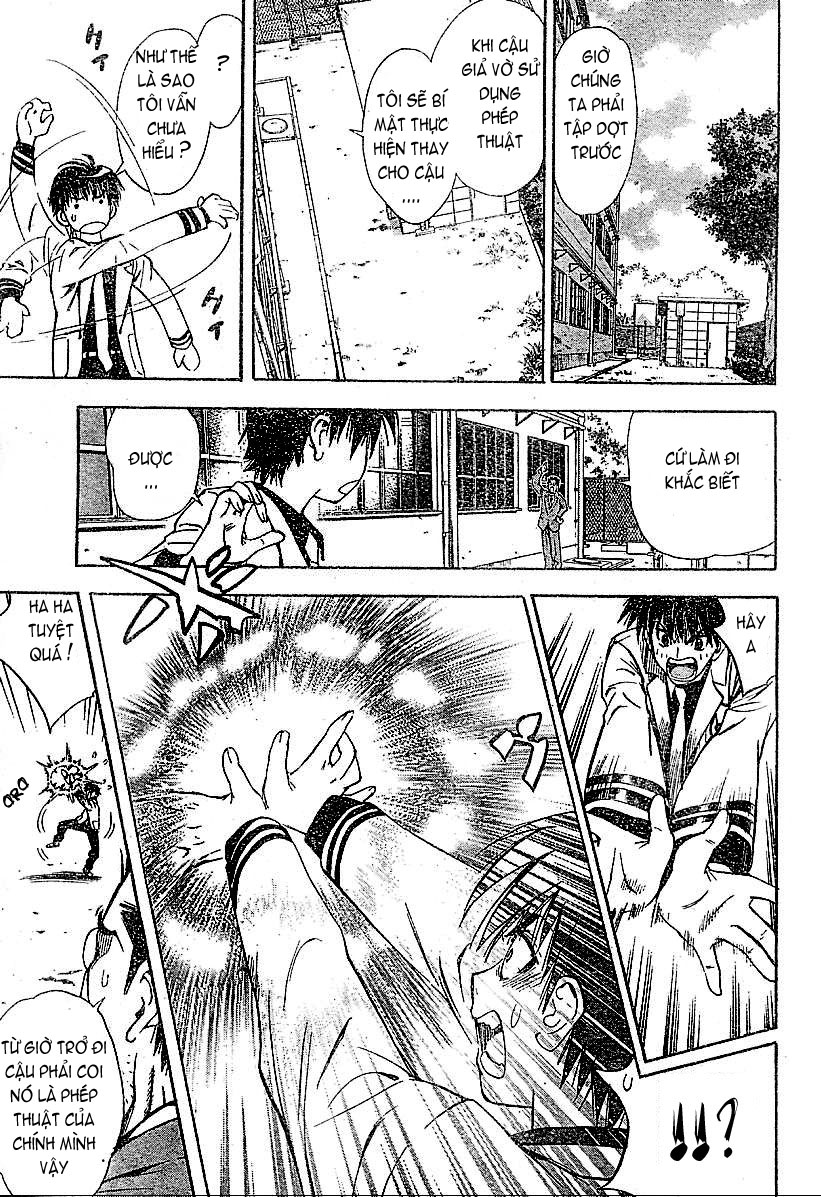 GIỜ
CHÚNG
TA PHẢI
TẬP DỢT
TRƯỚC
KHI CẬU
GIẢ VỜ SỬ
DỤNG
PHÉP
THUẬT
TÔI SẼ BÍ
MẬT THỰC
HIỆN THAY
CHO CẬU
....
?
NHƯ THẾ
LÀ SAO
TÔI VẪN
CHƯA
HIỂU ?
ケ
ケ
CỨ LÀM ĐI
KHẮC BIẾT
ĐƯỢC
...
HÂY
A
!!?
HA HA
TUYỆT
QUÁ !
TỪ GIỜ TRỞ ĐI
CẬU PHẢI COI
NÓ LÀ PHÉP
THUẬT CỦA
CHÍNH MÌNH
VẬY